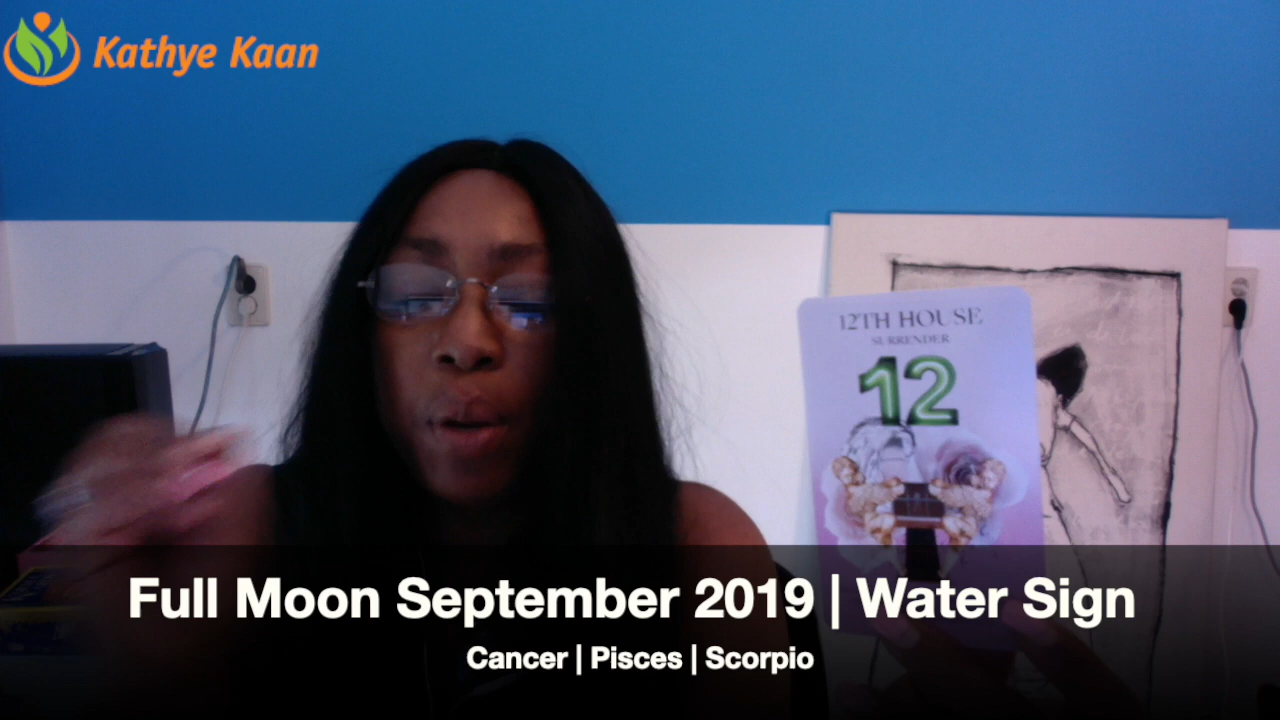 Kathye Kaan
12TH HOUSE
SURRENDER
12
Full Moon September 2019 | Water Sign
Cancer | Pisces | Scorpio